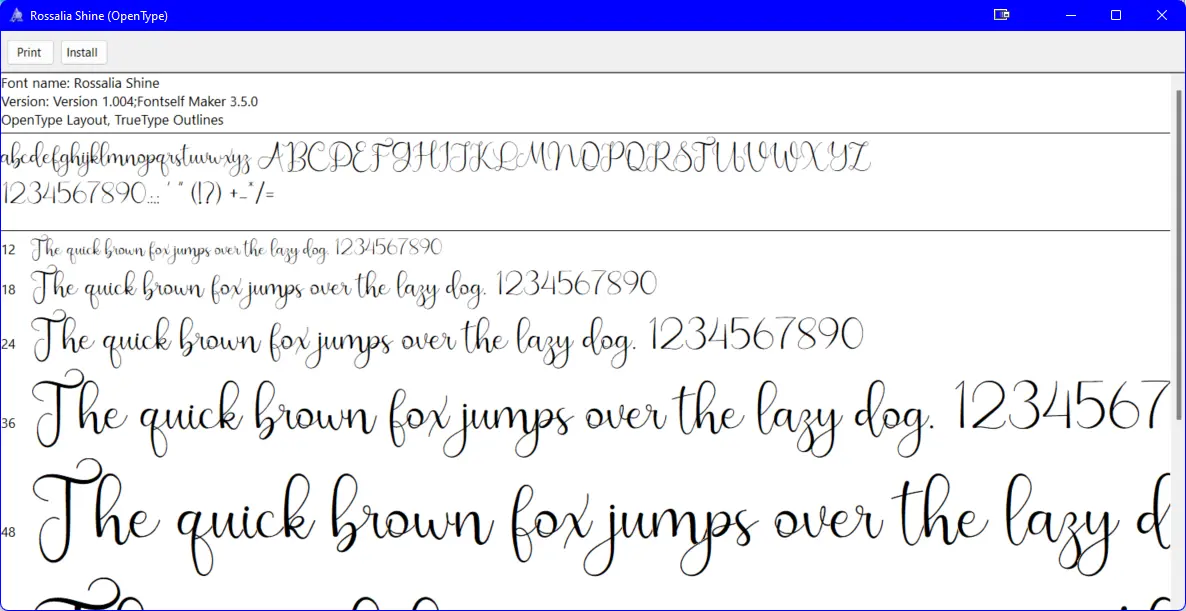 Rossalia Shine (OpenType)
Print Install
Font name: Rossalia Shine
Version: Version 1.004;Fontself Maker 3.5.0
OpenType Layout, TrueType Outlines
abcdefghijklmnopqrstuvwxyz ABCDEFGHIJKLMNOPQRSTUVWXYZ
1234567890.:,; ' " (!?) +-*/=
12 The quick brown fox jumps over the lazy dog. 1234567890
18 The quick brown fox jumps over the lazy dog. 1234567890
24 The quick brown fox jumps over the lazy dog. 1234567890
36 The quick brown fox jumps over the lazy dog. 1234567
48 The quick brown fox jumps over the lazy d